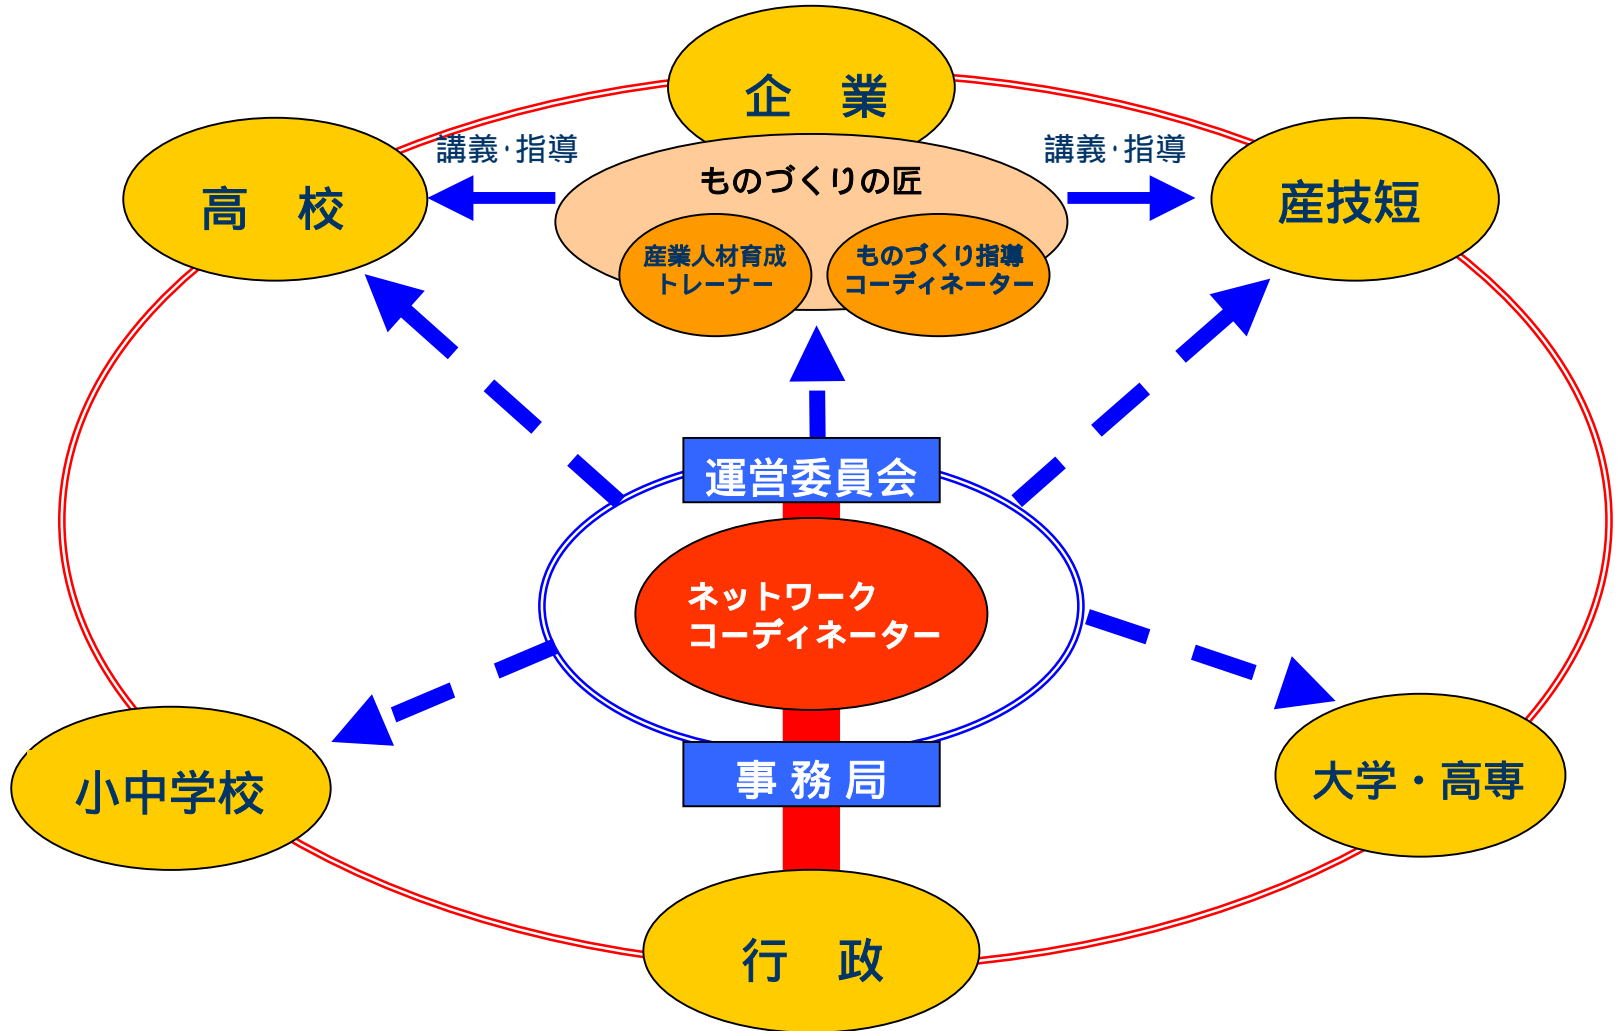 企　業
講義・指導
講義・指導
高　校
ものづくりの匠
産技短
産業人材育成
トレーナー
ものづくり指導
コーディネーター
運営委員会
ネットワーク
コーディネーター
事 務 局
小中学校
大学・高専
行　政